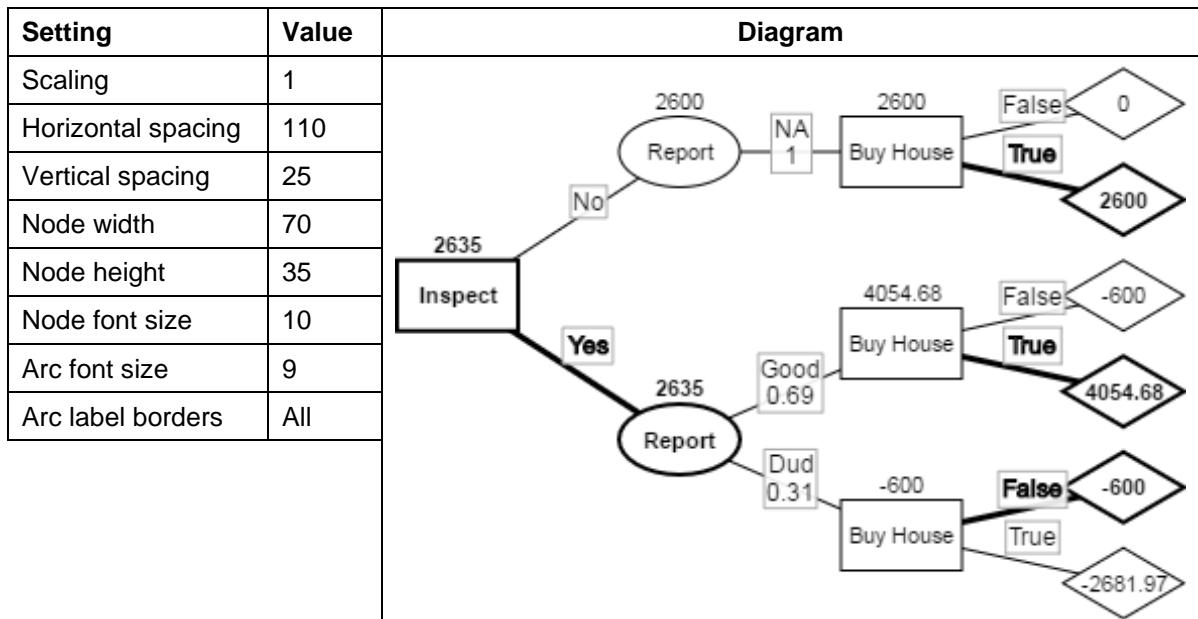 Setting Value Diagram
Scaling 1
Horizontal spacing 110
Vertical spacing 25
Node width 70
Node height 35
Node font size 10
Arc font size 9
Arc label borders All
2635
Inspect
No
Yes
2600
Report
NA
1
2600
Buy House
False
0
True
2600
2635
Report
Good
0.69
4054.68
Buy House
False
-600
True
4054.68
Dud
0.31
-600
Buy House
False
-600
True
-2681.97